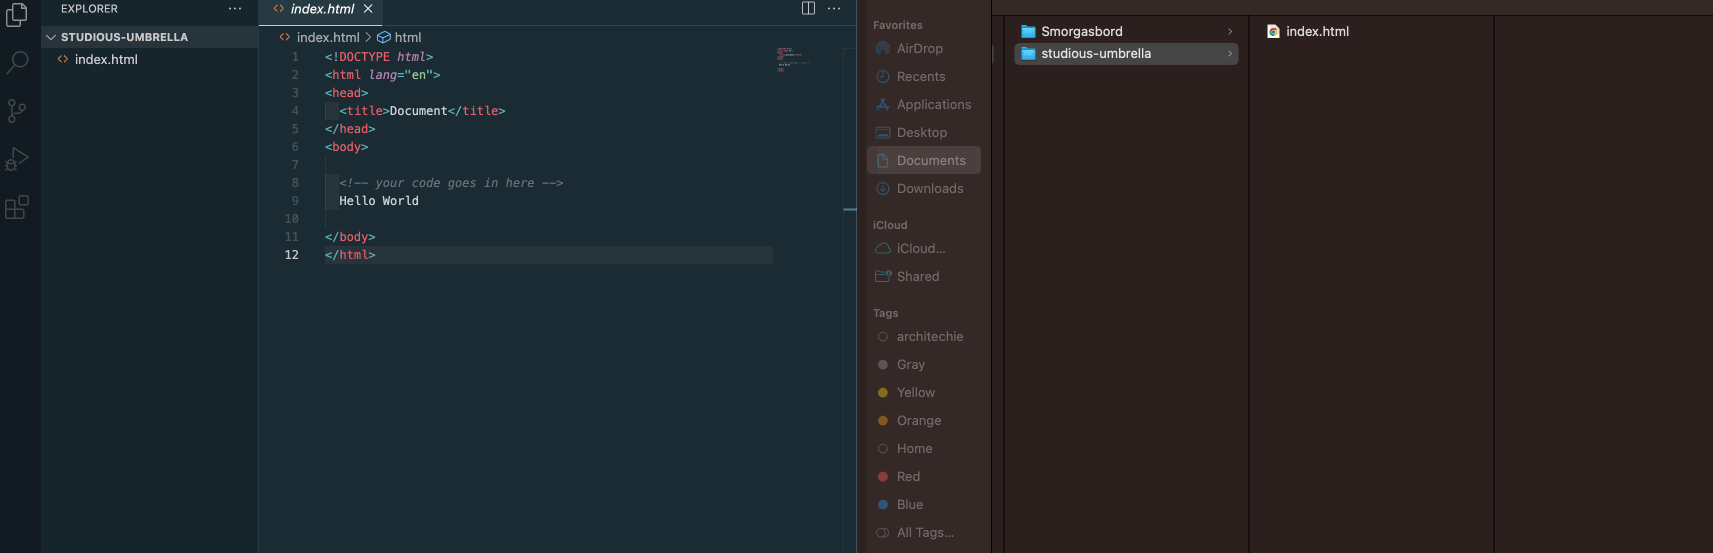 EXPLORER
STUDIOUS-UMBRELLA
index.html
index.html
index.html > html
1 <!DOCTYPE html>
2 <html lang="en">
3 <head>
4 <title>Document</title>
5 </head>
6 <body>
7
8 <!-- your code goes in here -->
9 Hello World
10
11 </body>
12 </html>
Favorites
AirDrop
Recents
Applications
Desktop
Documents
Downloads
iCloud
iCloud...
Shared
Tags
architechie
Gray
Yellow
Orange
Home
Red
Blue
All Tags...
Smorgasbord
studious-umbrella
index.html